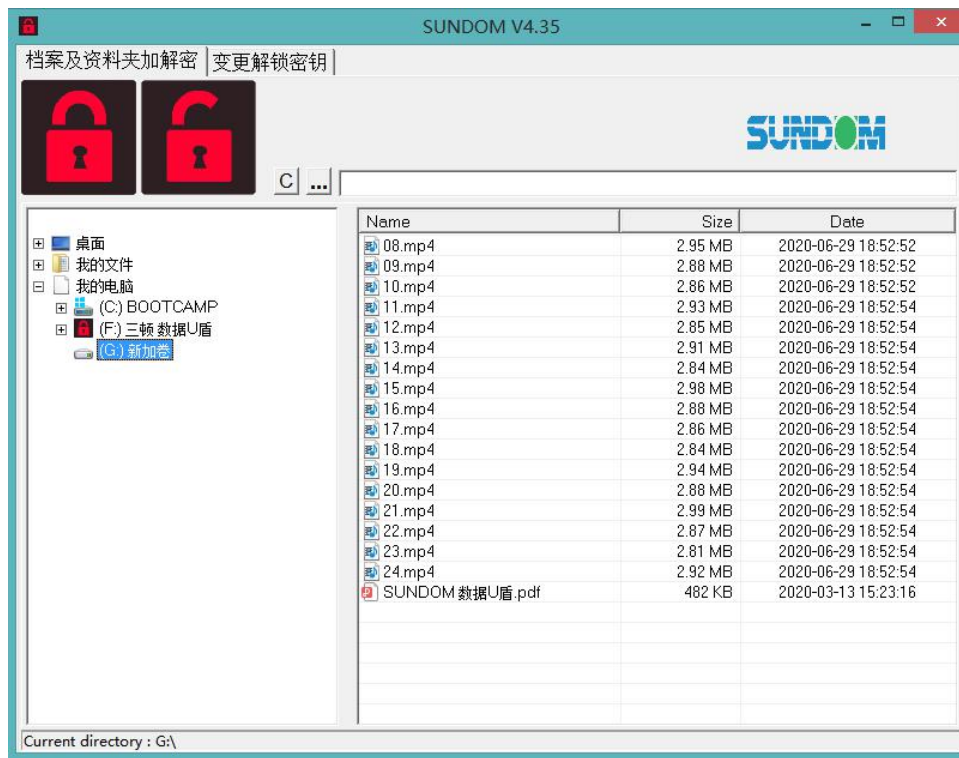 SUNDOM V4.35
档案及资料夹加解密 变更解锁密钥
SUNDOM
C ...
Name Size Date
桌面
我的文件
我的电脑
(C:) BOOTCAMP
(F:) 三顿 数据U盾
(G:) 新加卷
08.mp4 2.95 MB 2020-06-29 18:52:52
09.mp4 2.88 MB 2020-06-29 18:52:52
10.mp4 2.86 MB 2020-06-29 18:52:52
11.mp4 2.93 MB 2020-06-29 18:52:54
12.mp4 2.85 MB 2020-06-29 18:52:54
13.mp4 2.91 MB 2020-06-29 18:52:54
14.mp4 2.84 MB 2020-06-29 18:52:54
15.mp4 2.98 MB 2020-06-29 18:52:54
16.mp4 2.88 MB 2020-06-29 18:52:54
17.mp4 2.86 MB 2020-06-29 18:52:54
18.mp4 2.84 MB 2020-06-29 18:52:54
19.mp4 2.94 MB 2020-06-29 18:52:54
20.mp4 2.88 MB 2020-06-29 18:52:54
21.mp4 2.99 MB 2020-06-29 18:52:54
22.mp4 2.87 MB 2020-06-29 18:52:54
23.mp4 2.81 MB 2020-06-29 18:52:54
24.mp4 2.92 MB 2020-06-29 18:52:54
SUNDOM 数据U盾.pdf 482 KB 2020-03-13 15:23:16
Current directory : G:\